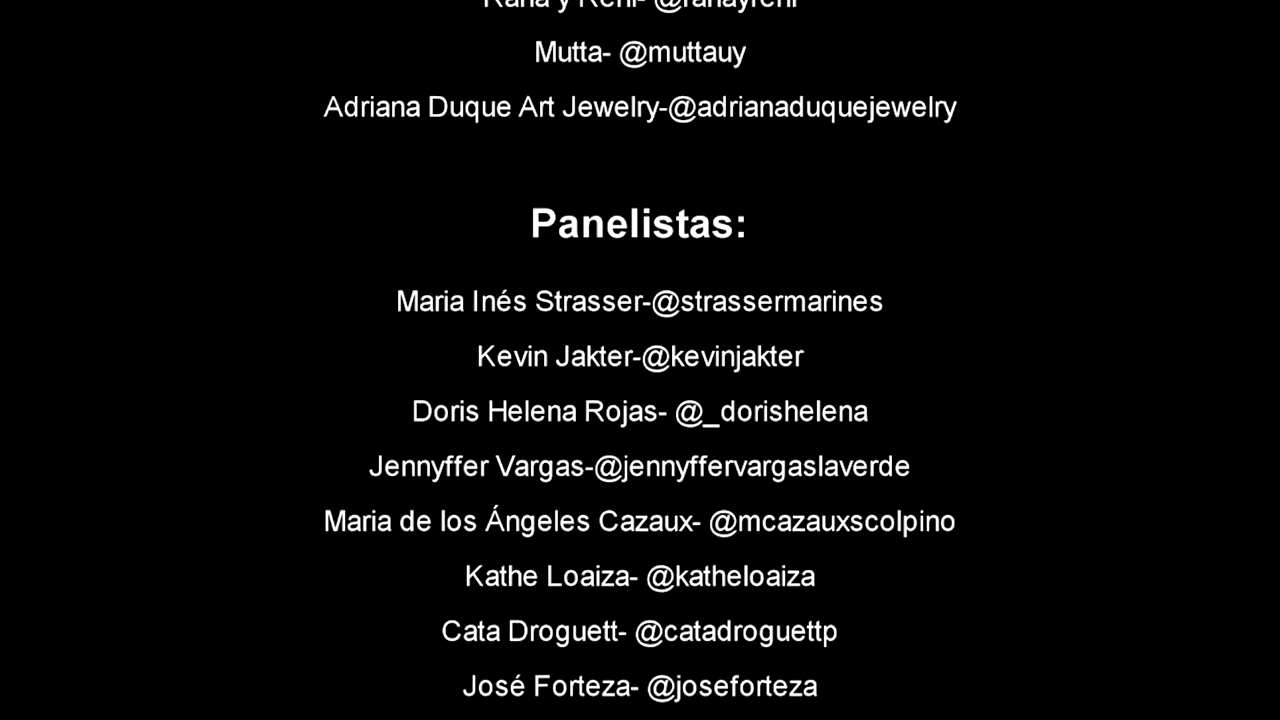 Mutta- @muttauy
Adriana Duque Art Jewelry-@adrianaduquejewelry
Panelistas:
Maria Inés Strasser-@strassermarines
Kevin Jakter-@kevinjakter
Doris Helena Rojas- @_dorishelena
Jennyffer Vargas-@jennyffervargaslaverde
Maria de los Ángeles Cazaux- @mcazauxscolpino
Kathe Loaiza- @katheloaiza
Cata Droguett- @catadroguettp
José Forteza- @joseforteza